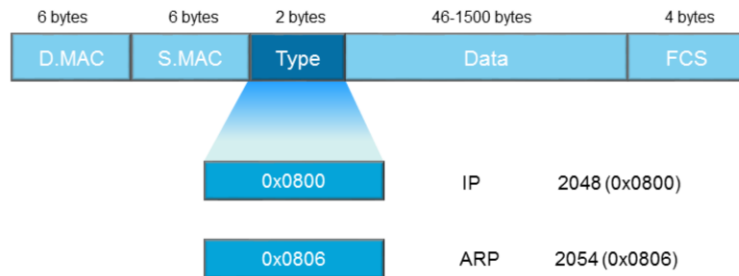 6 bytes 6 bytes 2 bytes 46-1500 bytes 4 bytes
D.MAC S.MAC Type Data FCS
0x0800 IP 2048 (0x0800)
0x0806 ARP 2054 (0x0806)